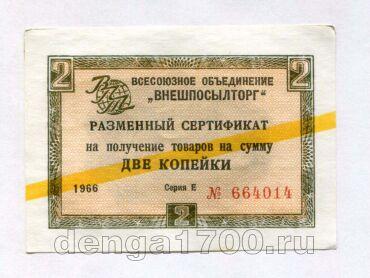 2 2
ВПТ
ВСЕСОЮЗНОЕ ОБЪЕДИНЕНИЕ
„ВНЕШПОСЫЛТОРГ"
РАЗМЕННЫЙ СЕРТИФИКАТ
на получение товаров на сумму
ДВЕ КОПЕЙКИ
1966 Серия Е № 664014
2
denga1700.ru